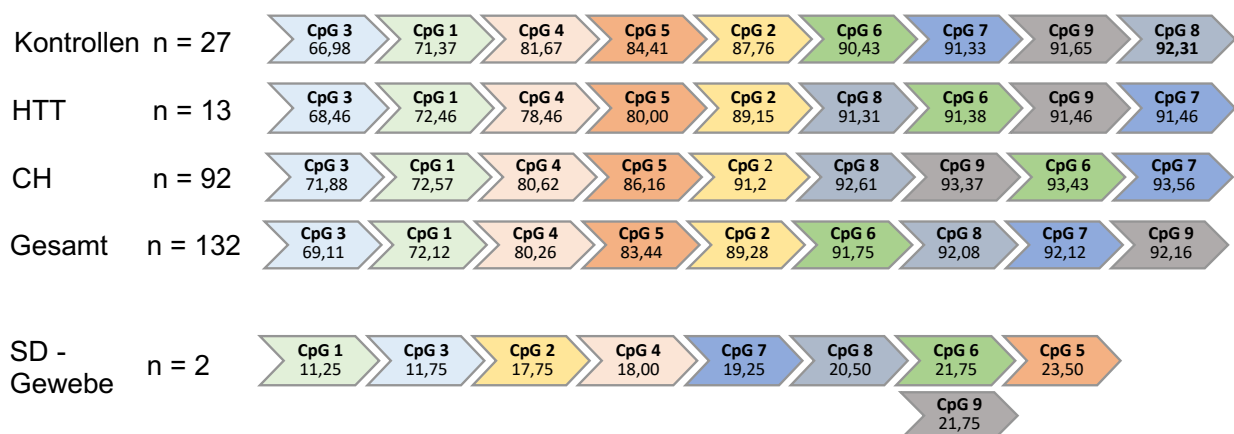 Kontrollen n = 27
CpG 3 CpG 1 CpG 4 CpG 5 CpG 2 CpG 6 CpG 7 CpG 9 CpG 8
66,98 71,37 81,67 84,41 87,76 90,43 91,33 91,65 92,31
HTT n = 13
CpG 3 CpG 1 CpG 4 CpG 5 CpG 2 CpG 8 CpG 6 CpG 9 CpG 7
68,46 72,46 78,46 80,00 89,15 91,31 91,38 91,46 91,46
CH n = 92
CpG 3 CpG 1 CpG 4 CpG 5 CpG 2 CpG 8 CpG 9 CpG 6 CpG 7
71,88 72,57 80,62 86,16 91,2 92,61 93,37 93,43 93,56
Gesamt n = 132
CpG 3 CpG 1 CpG 4 CpG 5 CpG 2 CpG 6 CpG 8 CpG 7 CpG 9
69,11 72,12 80,26 83,44 89,28 91,75 92,08 92,12 92,16
SD -
Gewebe n = 2
CpG 1 CpG 3 CpG 2 CpG 4 CpG 7 CpG 8 CpG 6 CpG 5
11,25 11,75 17,75 18,00 19,25 20,50 21,75 23,50
CpG 9
21,75